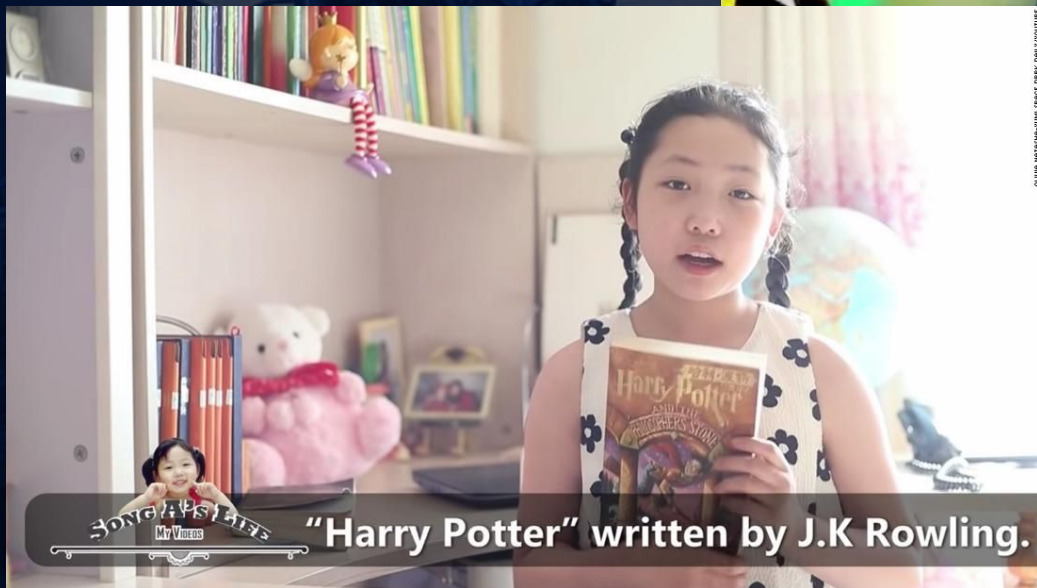 Harry Potter
AND THE
PHILOSOPHER'S STONE
SONG A'S LIFE
MY VIDEOS
“Harry Potter” written by J.K Rowling.